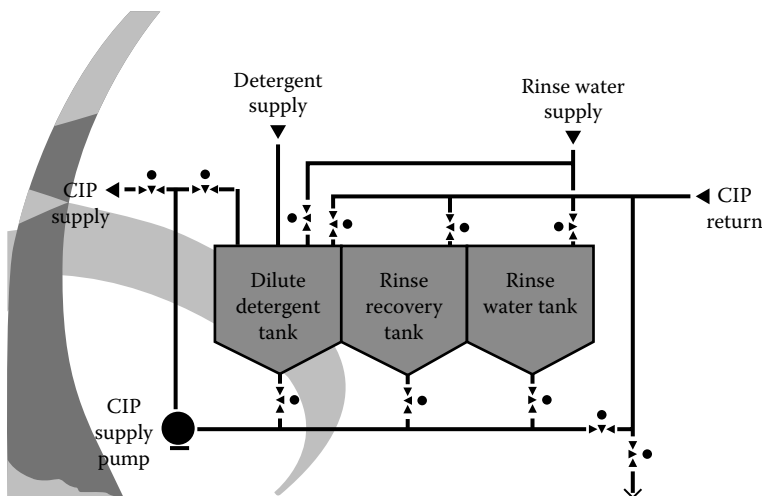 Detergent
supply
Rinse water
supply
CIP
supply
CIP
return
Dilute
detergent
tank
Rinse
recovery
tank
Rinse
water tank
CIP
supply
pump